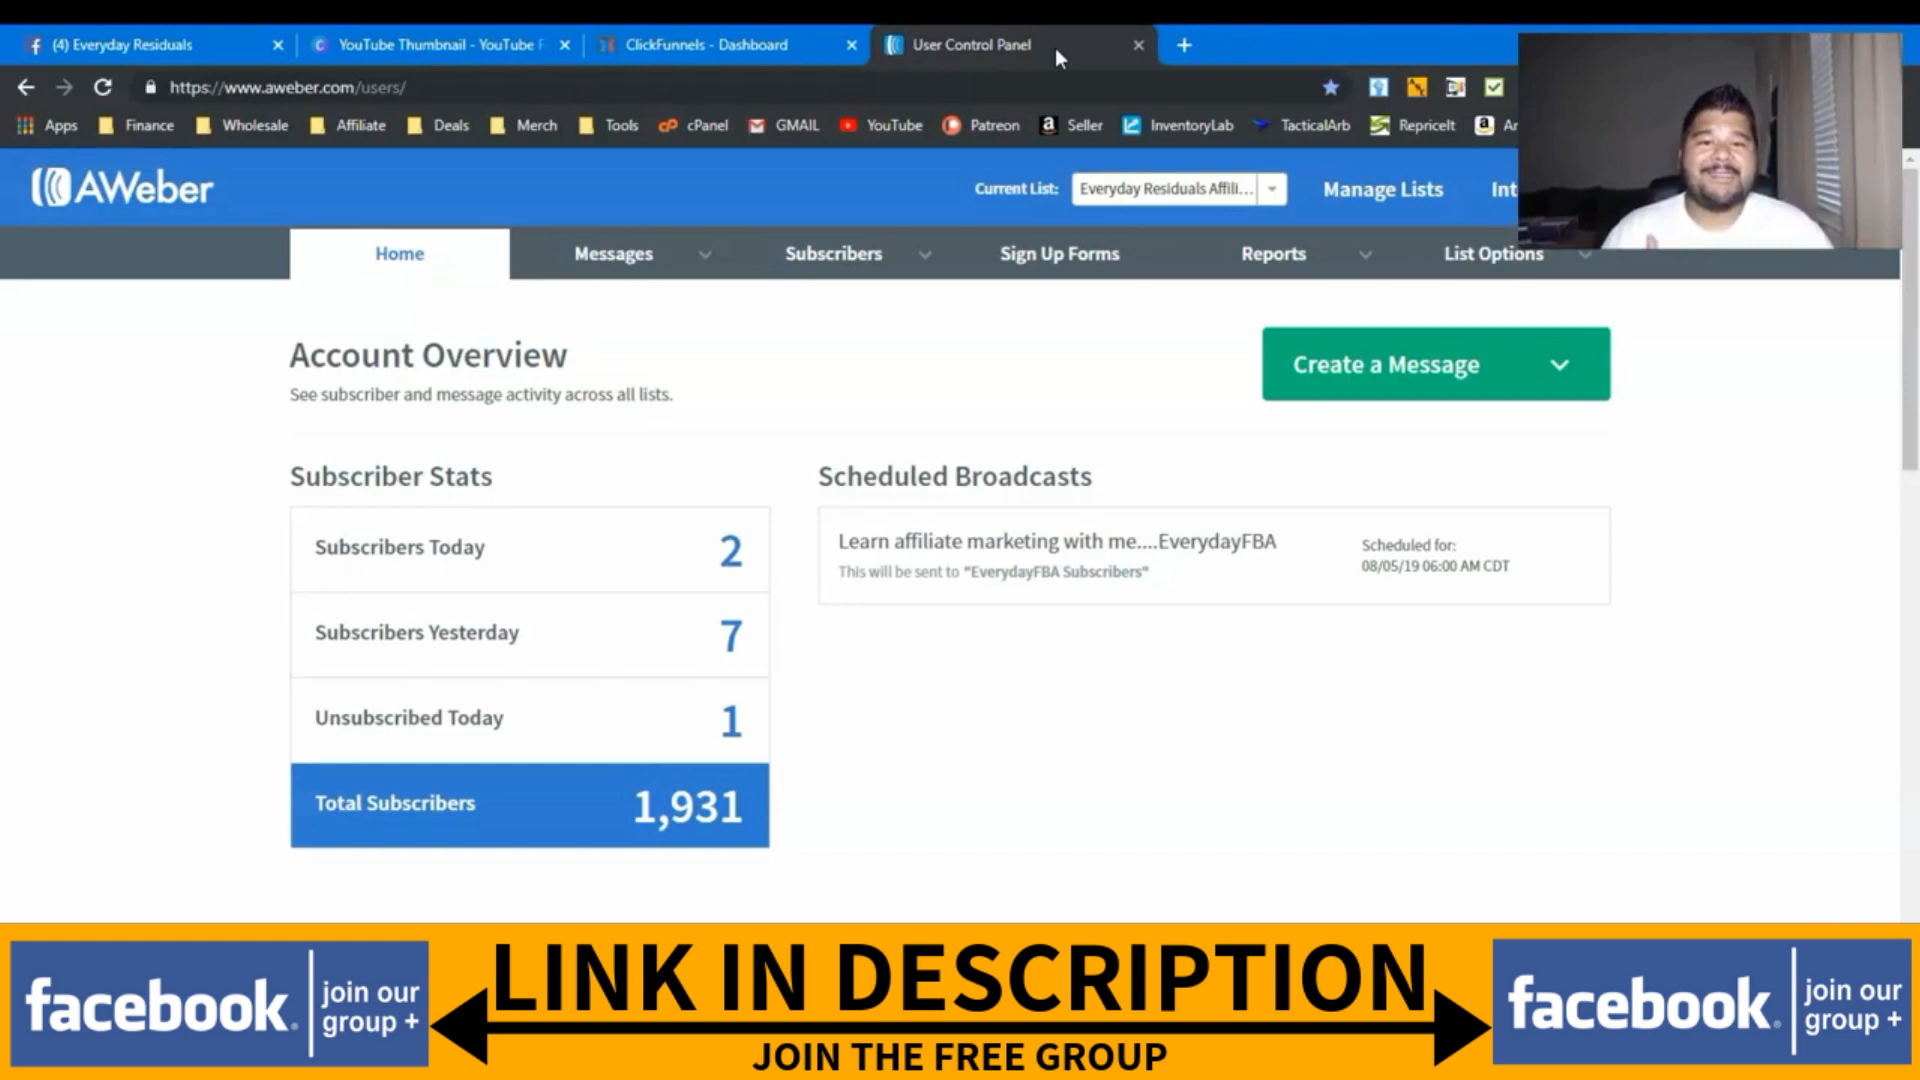 (4) Everyday Residuals
YouTube Thumbnail - YouTube
ClickFunnels - Dashboard
User Control Panel
https://www.aweber.com/users/
Apps Finance Wholesale Affiliate Deals Merch Tools cPanel GMAIL YouTube Patreon Seller InventoryLab TacticalArb RepriceIt
AWeber
Current List: Everyday Residuals Affili... Manage Lists Int
Home Messages Subscribers Sign Up Forms Reports List Options
Account Overview
See subscriber and message activity across all lists.
Create a Message
Subscriber Stats
Subscribers Today 2
Subscribers Yesterday 7
Unsubscribed Today 1
Total Subscribers 1,931
Scheduled Broadcasts
Learn affiliate marketing with me....EverydayFBA
This will be sent to "EverydayFBA Subscribers"
Scheduled for:
08/05/19 06:00 AM CDT
facebook. join our
group +
LINK IN DESCRIPTION
JOIN THE FREE GROUP
facebook. join our
group +